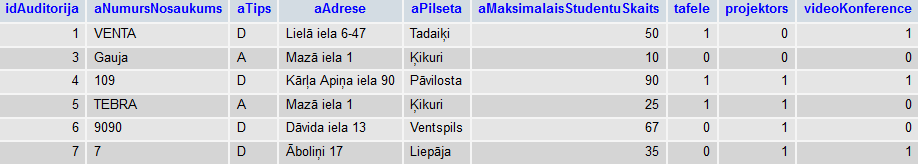 idAuditorija aNumursNosaukums aTips aAdrese aPilseta aMaksimalaisStudentuSkaits tafele projektors videoKonference
1 VENTA D Lielā iela 6-47 Tadaiķi 50 1 0 1
3 Gauja A Mazā iela 1 Ķikuri 10 0 0 0
4 109 D Kārļa Apiņa iela 90 Pāvilosta 90 1 1 1
5 TEBRA A Mazā iela 1 Ķikuri 25 1 1 0
6 9090 D Dāvida iela 13 Ventspils 67 0 1 0
7 7 D Āboliņi 17 Liepāja 35 0 1 1